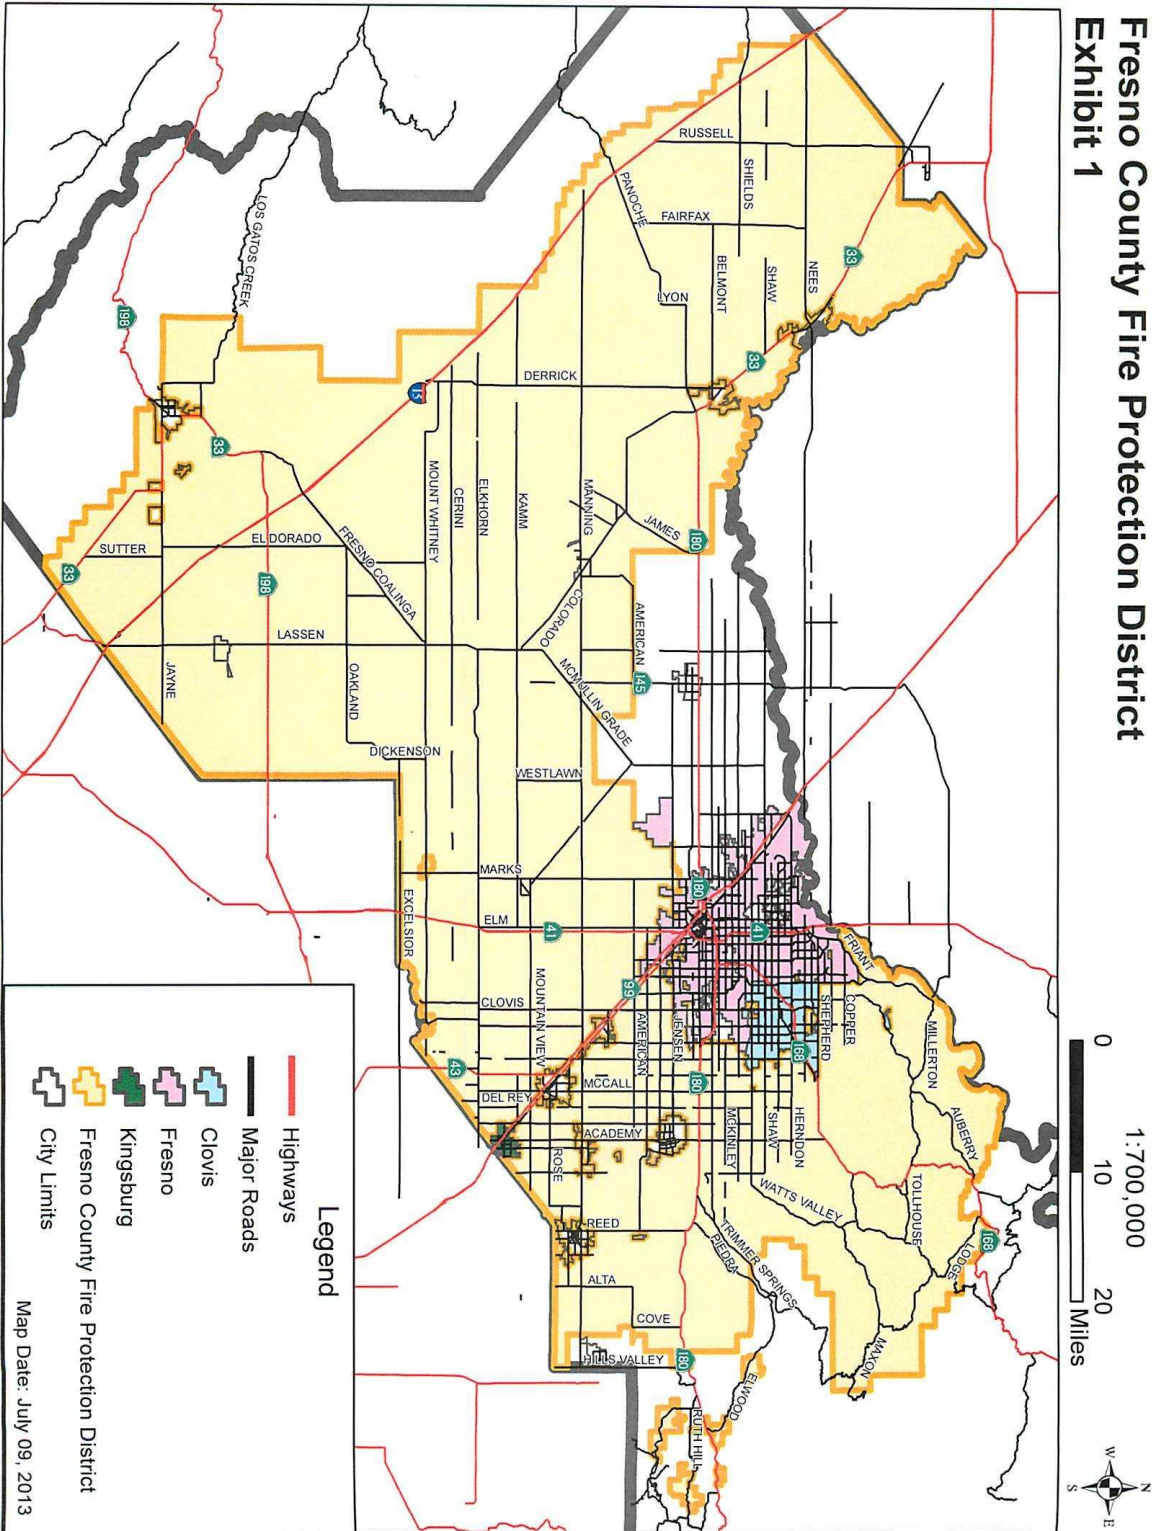 Fresno County Fire Protection District
Exhibit 1
1:700,000
0 10 20
Miles
N
W E
S
RUSSELL
SHIELDS
PANOCHE
FAIRFAX
NEES
SHAW
BELMONT
LYON
33
33
LOS GATOS CREEK
198
DERRICK
15
33
MOUNT WHITNEY
CERINI
ELKHORN
KAMM
MANNING
JAMES
180
SUTTER
EL DORADO
FRESNO COALINGA
33
198
COLORADO
AMERICAN
145
MCMULLIN GRADE
LASSEN
JAYNE
OAKLAND
DICKENSON
WESTLAWN
MARKS
EXCELSIOR
ELM
41
180
41
FRIANT
99
CLOVIS
MOUNTAIN VIEW
AMERICAN
JENSEN
SHEPHERD
COPPER
MILLERTON
168
43
MCCALL
180
DEL REY
ACADEMY
MCKINLEY
SHAW
HERNDON
AUBERRY
ROSE
WATTS VALLEY
TOLLHOUSE
LODGE
168
REED
PIEDRA
TRIMMER SPRINGS
ALTA
COVE
HILLS VALLEY
180
MAXON
ELWOOD
RUTH HILL
Legend
Highways
Major Roads
Clovis
Fresno
Kingsburg
Fresno County Fire Protection District
City Limits
Map Date: July 09, 2013